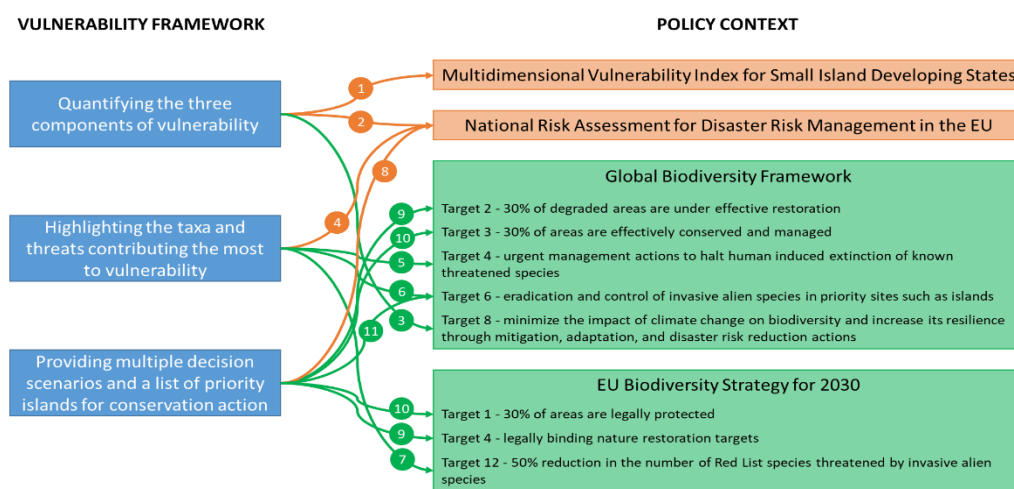 VULNERABILITY FRAMEWORK
POLICY CONTEXT
Quantifying the three
components of vulnerability
Highlighting the taxa and
threats contributing the most
to vulnerability
Providing multiple decision
scenarios and a list of priority
islands for conservation action
1
2
8
4
9
10
5
6
3
11
10
9
7
Multidimensional Vulnerability Index for Small Island Developing States
National Risk Assessment for Disaster Risk Management in the EU
Global Biodiversity Framework
Target 2 - 30% of degraded areas are under effective restoration
Target 3 - 30% of areas are effectively conserved and managed
Target 4 - urgent management actions to halt human induced extinction of known
threatened species
Target 6 - eradication and control of invasive alien species in priority sites such as islands
Target 8 - minimize the impact of climate change on biodiversity and increase its resilience
through mitigation, adaptation, and disaster risk reduction actions
EU Biodiversity Strategy for 2030
Target 1 - 30% of areas are legally protected
Target 4 - legally binding nature restoration targets
Target 12 - 50% reduction in the number of Red List species threatened by invasive alien
species